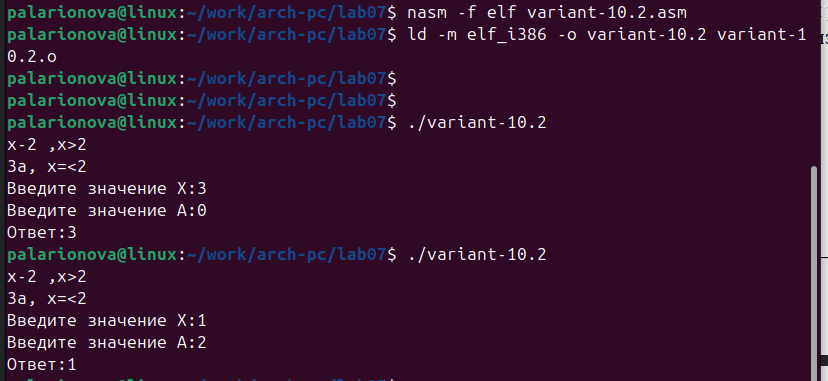 palarionova@linux:~/work/arch-pc/lab07$ nasm -f elf variant-10.2.asm
palarionova@linux:~/work/arch-pc/lab07$ ld -m elf_i386 -o variant-10.2 variant-1
0.2.o
palarionova@linux:~/work/arch-pc/lab07$
palarionova@linux:~/work/arch-pc/lab07$
palarionova@linux:~/work/arch-pc/lab07$ ./variant-10.2
x-2 ,x>2
3a, x=<2
Введите значение X:3
Введите значение A:0
Ответ:3
palarionova@linux:~/work/arch-pc/lab07$ ./variant-10.2
x-2 ,x>2
3a, x=<2
Введите значение X:1
Введите значение A:2
Ответ:1